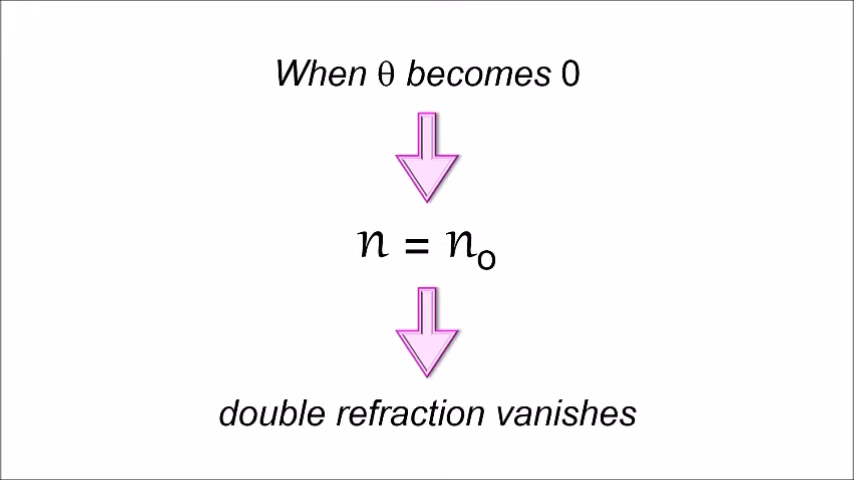 When θ becomes 0
n = nₒ
double refraction vanishes